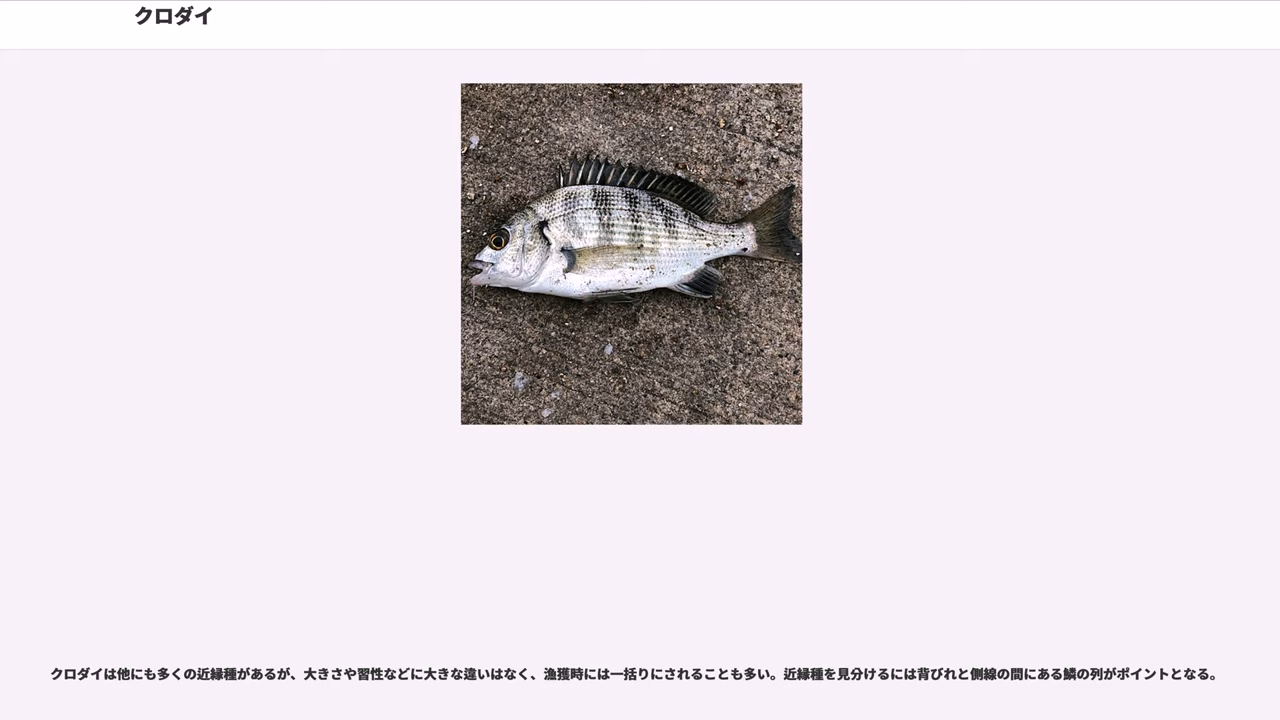 クロダイ
クロダイは他にも多くの近縁種があるが、大きさや習性などに大きな違いはなく、漁獲時には一括りにされることも多い。近縁種を見分けるには背びれと側線の間にある鱗の列がポイントとなる。